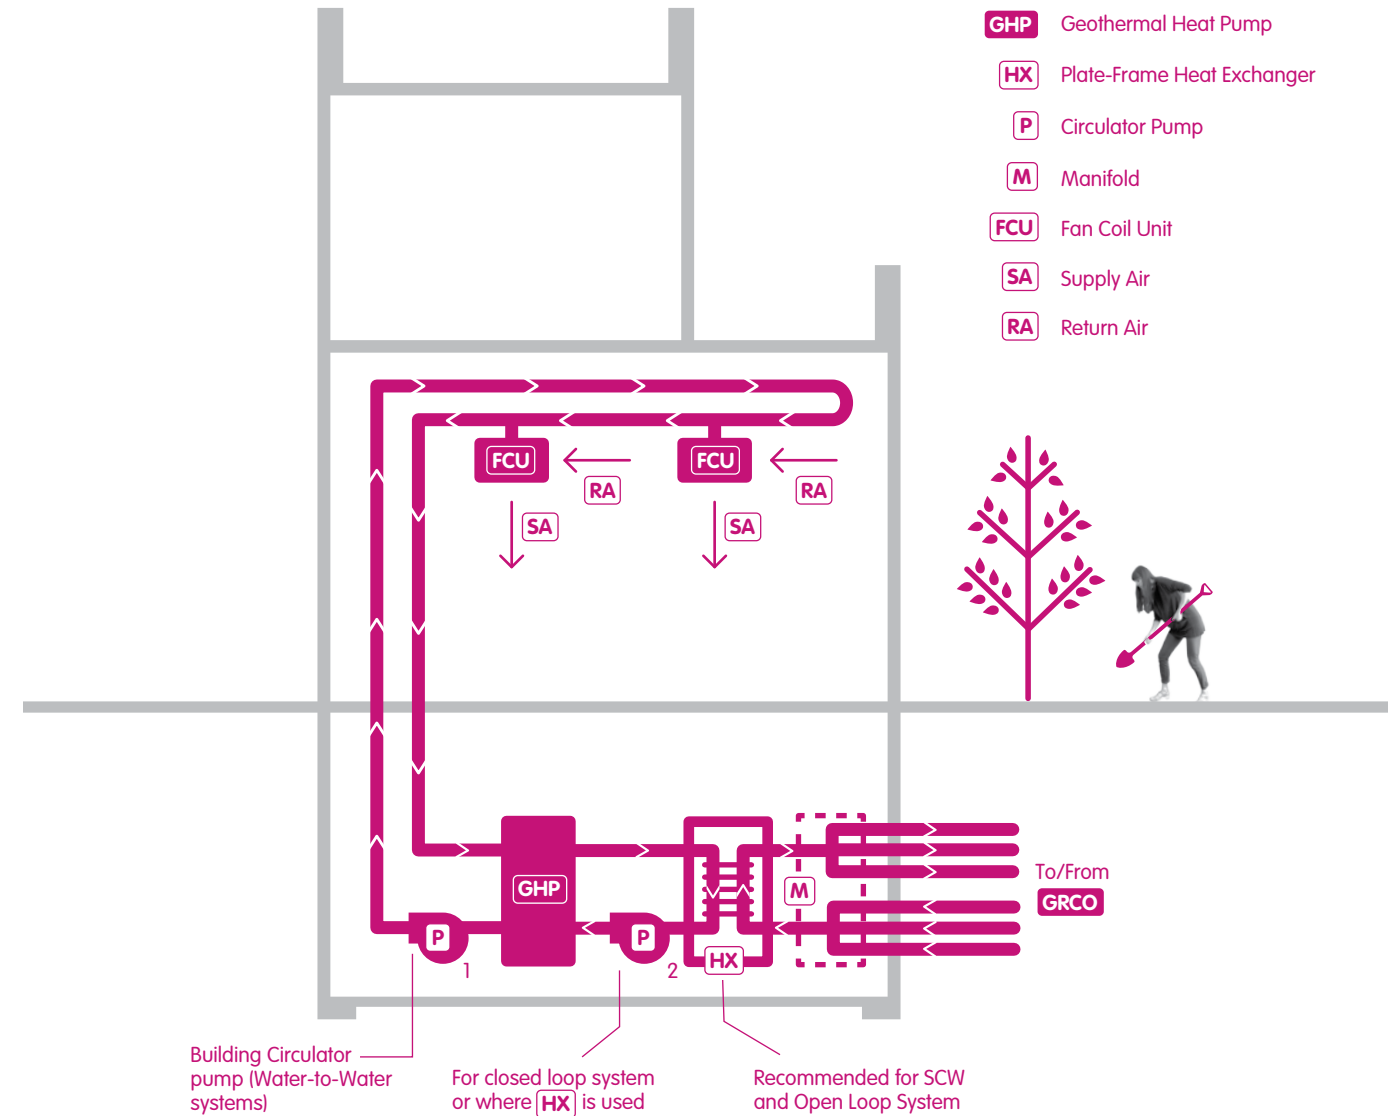 GHP Geothermal Heat Pump
HX Plate-Frame Heat Exchanger
P Circulator Pump
M Manifold
FCU Fan Coil Unit
SA Supply Air
RA Return Air
FCU
FCU
RA
RA
SA
SA
GHP
M
To/From
GRCO
P
1
P
2
HX
Building Circulator
pump (Water-to-Water
systems)
For closed loop system
or where HX is used
Recommended for SCW
and Open Loop System